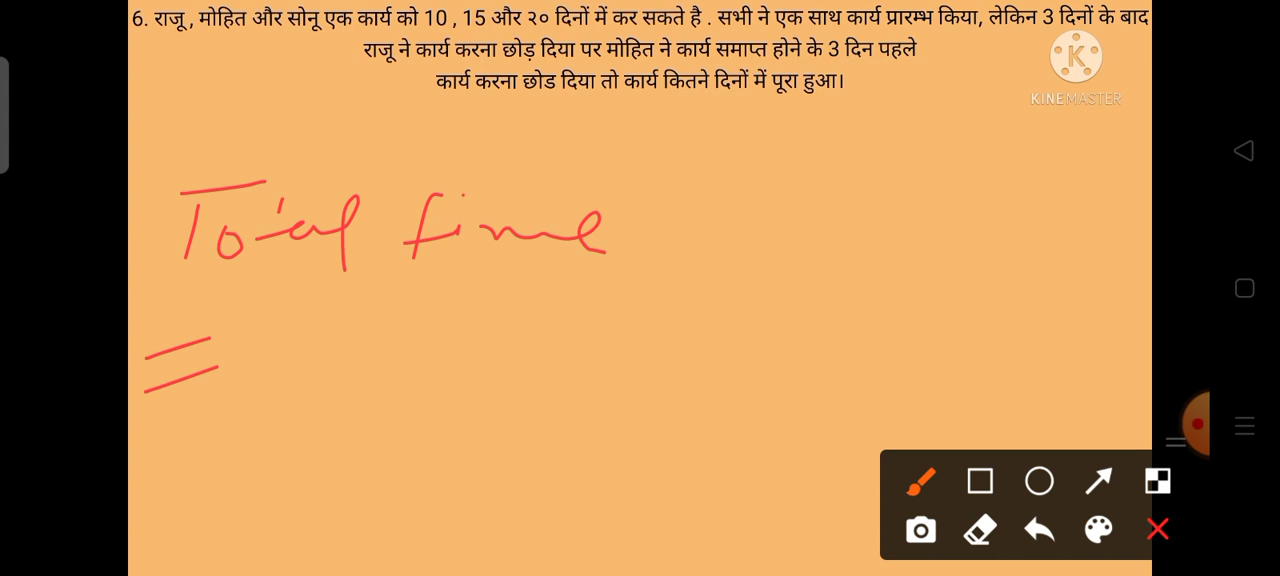 6. राजू , मोहित और सोनू एक कार्य को 10 , 15 और २० दिनों में कर सकते है . सभी ने एक साथ कार्य प्रारम्भ किया, लेकिन 3 दिनों के बाद
राजू ने कार्य करना छोड़ दिया पर मोहित ने कार्य समाप्त होने के 3 दिन पहले
कार्य करना छोड दिया तो कार्य कितने दिनों में पूरा हुआ।
K
KINEMASTER
Total time
=